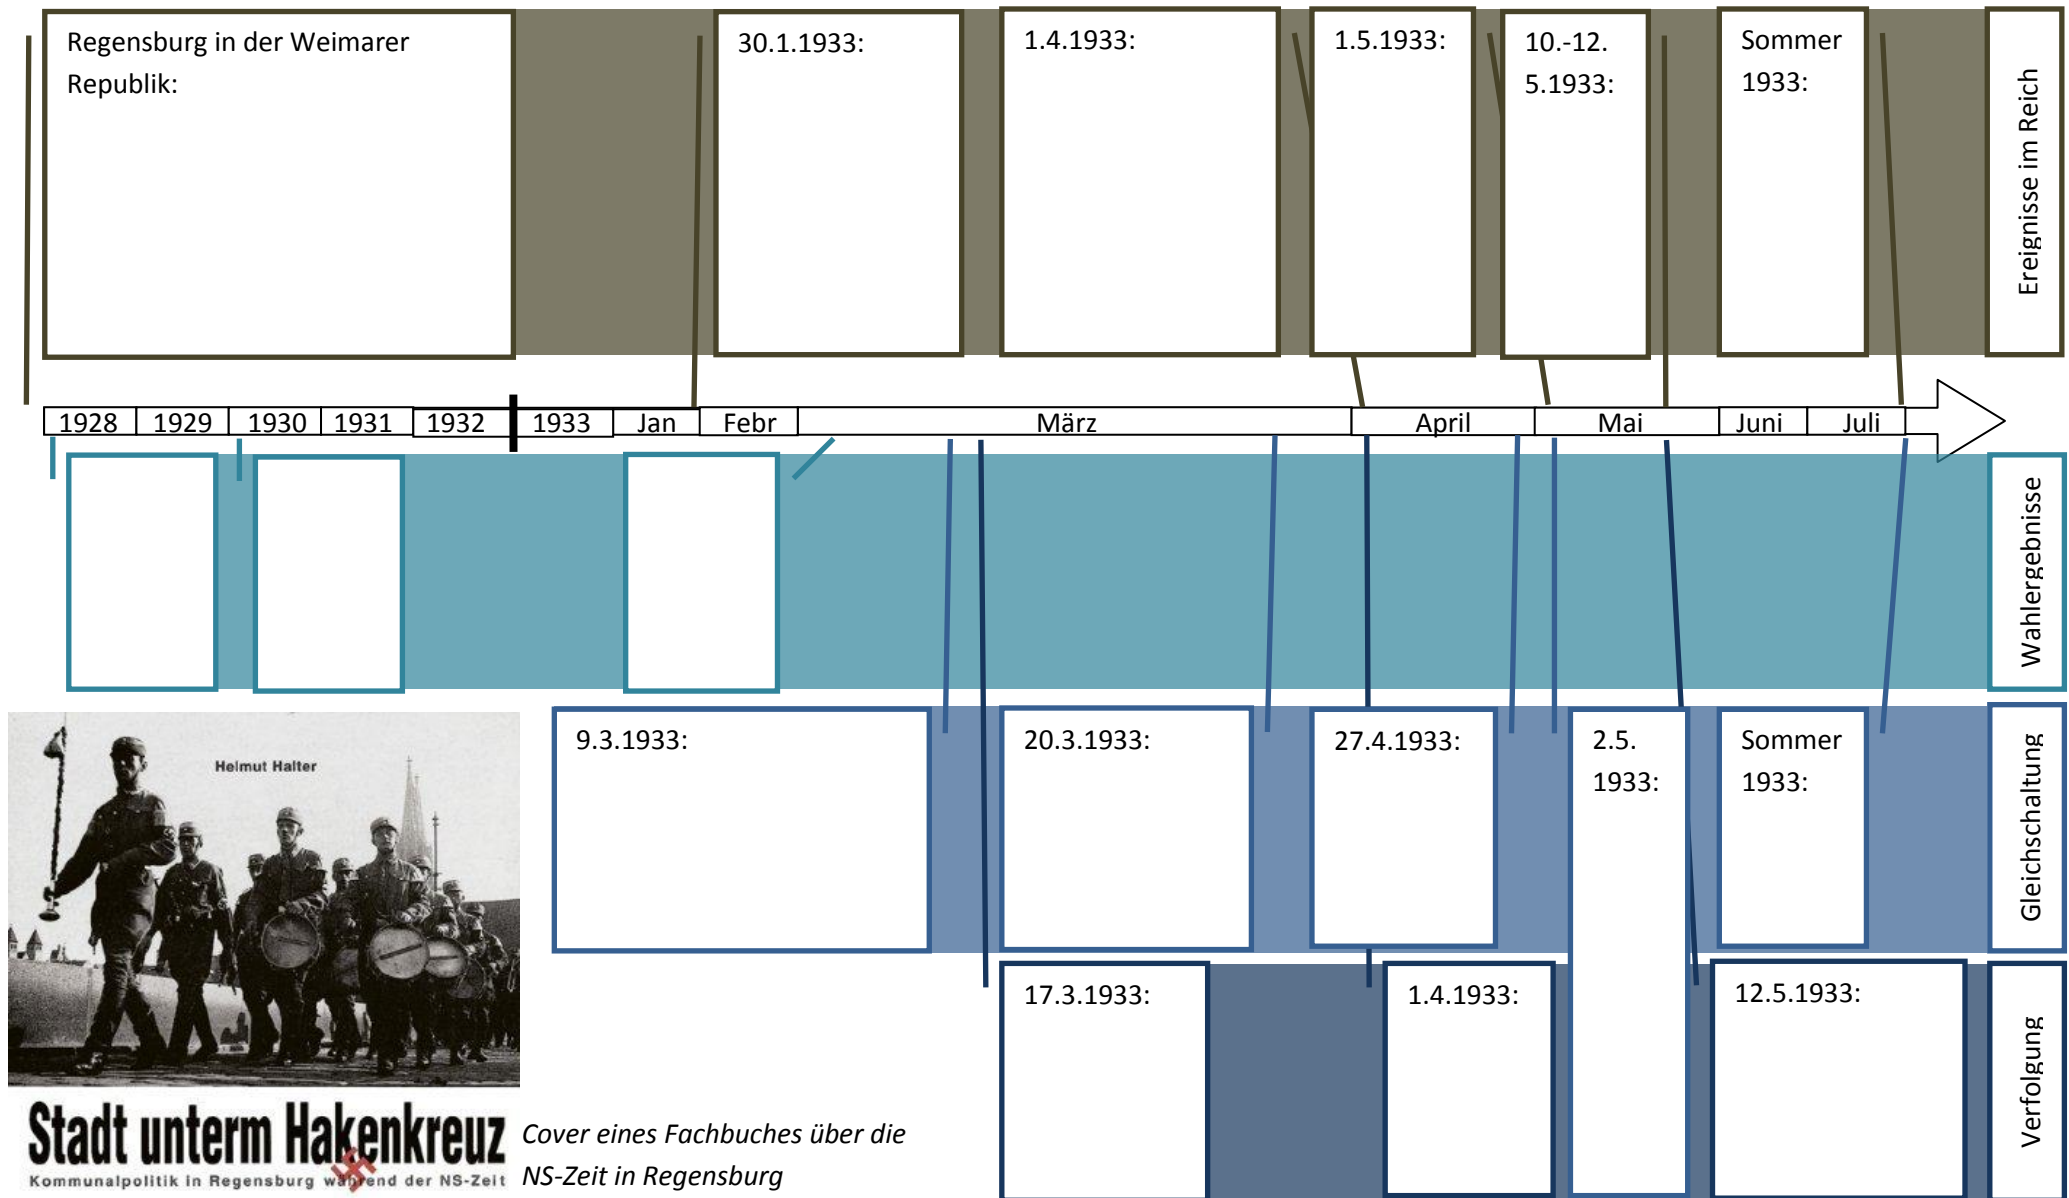 Regensburg in der Weimarer
Republik:
30.1.1933:
1.4.1933:
1.5.1933:
10.-12.
5.1933:
Sommer
1933:
Ereignisse im Reich
1928
1929
1930
1931
1932
1933
Jan
Febr
März
April
Mai
Juni
Juli
Wahlergebnisse
9.3.1933:
20.3.1933:
27.4.1933:
2.5.
1933:
Sommer
1933:
Gleichschaltung
17.3.1933:
1.4.1933:
12.5.1933:
Verfolgung
Helmut Halter
Stadt unterm Hakenkreuz
Kommunalpolitik in Regensburg während der NS-Zeit
Cover eines Fachbuches über die
NS-Zeit in Regensburg